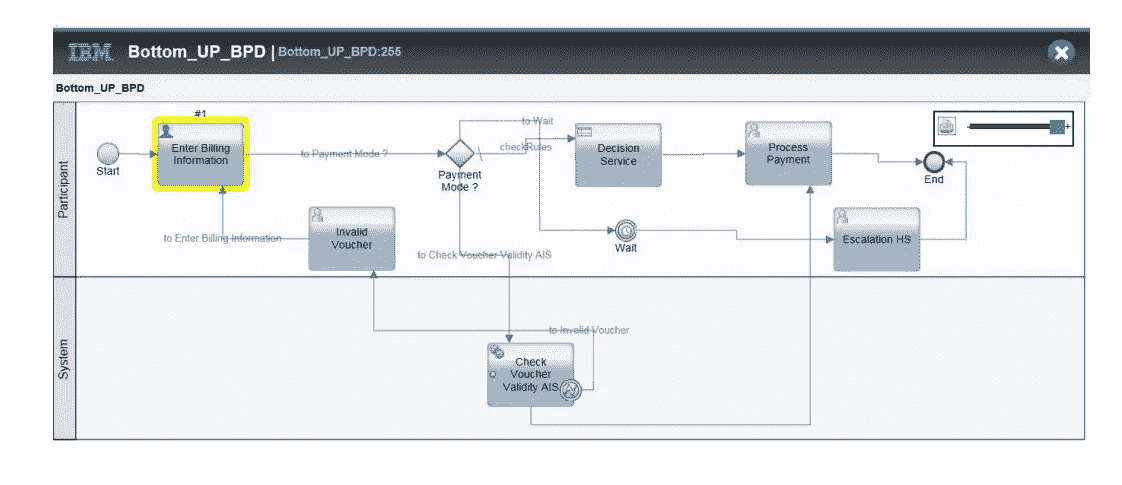 IBM Bottom_UP_BPD | Bottom_UP_BPD:255
Bottom_UP_BPD
Participant
#1
Start
Enter Billing
Information
to Payment Mode ?
Payment
Mode ?
to Wait
checkRules
Decision
Service
Process
Payment
End
to Enter Billing Information
Invalid
Voucher
to Check Voucher Validity AIS
Wait
Escalation HS
System
to Invalid Voucher
Check
Voucher
Validity AIS